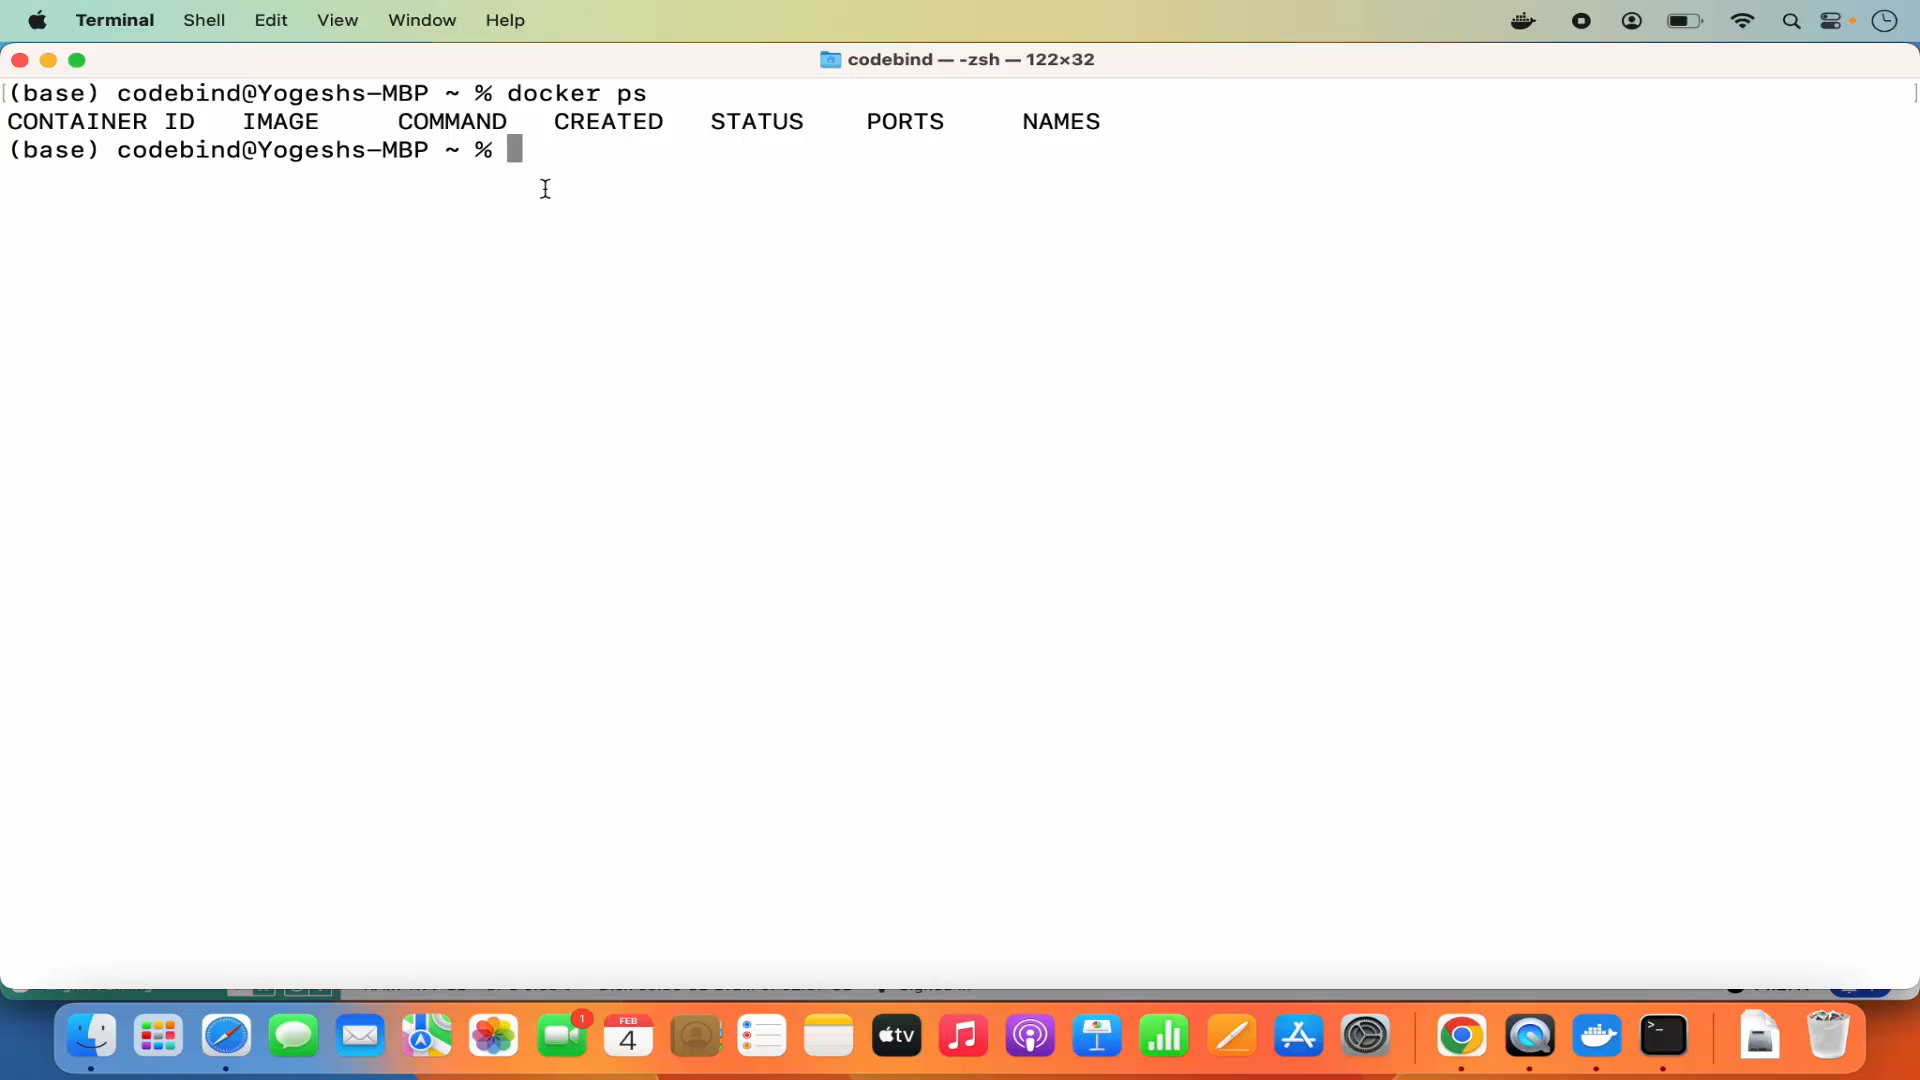 Terminal Shell Edit View Window Help
codebind — -zsh — 122×32
(base) codebind@Yogeshs-MBP ~ % docker ps
CONTAINER ID IMAGE COMMAND CREATED STATUS PORTS NAMES
(base) codebind@Yogeshs-MBP ~ %
1
FEB
4
tv
>_